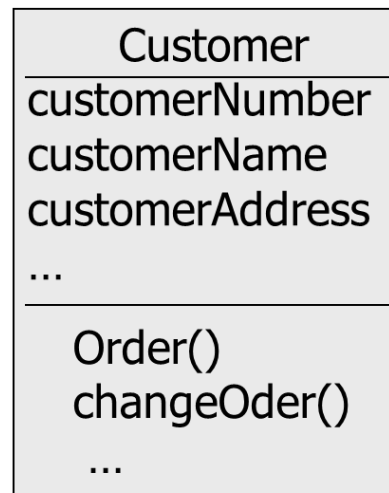 Customer
customerNumber
customerName
customerAddress
...
Order()
changeOder()
...